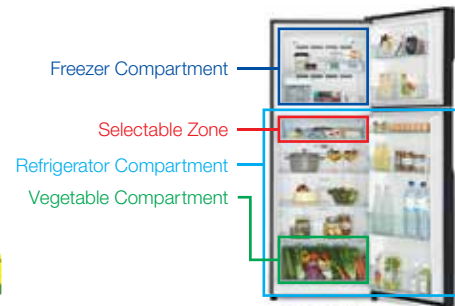 Freezer Compartment
Selectable Zone
Refrigerator Compartment
Vegetable Compartment